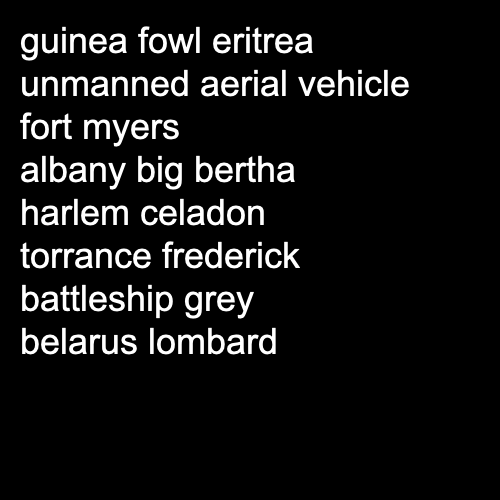 guinea fowl eritrea
unmanned aerial vehicle
fort myers
albany big bertha
harlem celadon
torrance frederick
battleship grey
belarus lombard